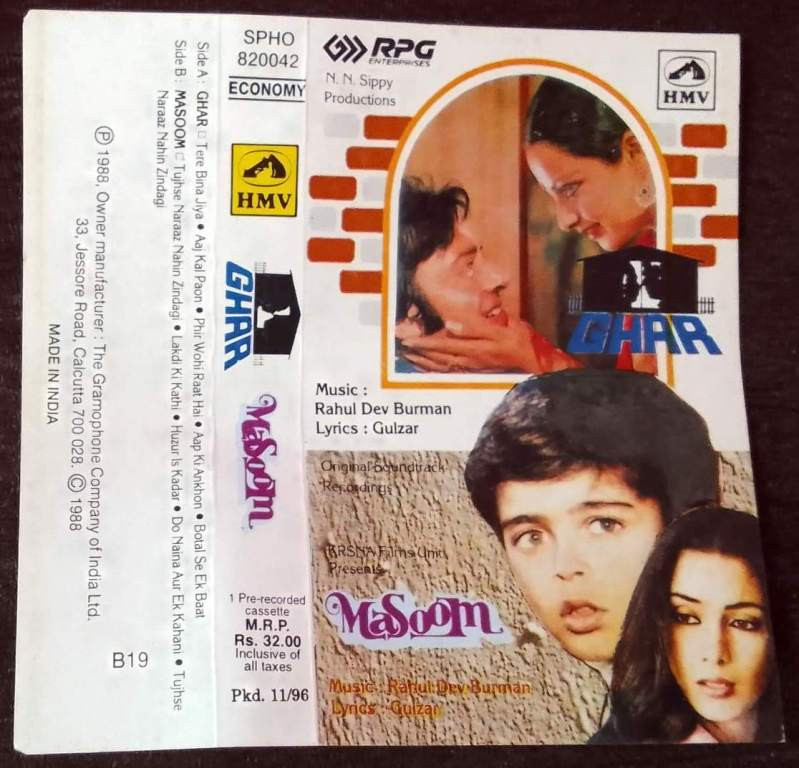 Side A : GHAR □ Tere Bina Jiya ● Aaj Kal Paon ● Phir Wohi Raat Hai ● Aap Ki Ankhon ● Botal Se Ek Baat
Side B : MASOOM □ Tujhse Naraaz Nahin Zindagi ● Lakdi Ki Kathi ● Huzur Is Kadar ● Do Naina Aur Ek Kahani ● Tujhse
Naraaz Nahin Zindagi
Ⓟ 1988, Owner manufacturer : The Gramophone Company of India Ltd.
33, Jessore Road, Calcutta 700 028. © 1988
MADE IN INDIA
B19
SPHO
820042
ECONOMY
HMV
GHAR
MaSoom
1 Pre-recorded
cassette
M.R.P.
Rs. 32.00
Inclusive of
all taxes
Pkd. 11/96
RPG
ENTERPRISES
N. N. Sippy
Productions
HMV
GHAR
Music :
Rahul Dev Burman
Lyrics : Gulzar
Original Soundtrack
Recordings
KRSNA Films Unit
Presents
MaSoom
Music : Rahul Dev Burman
Lyrics : Gulzar